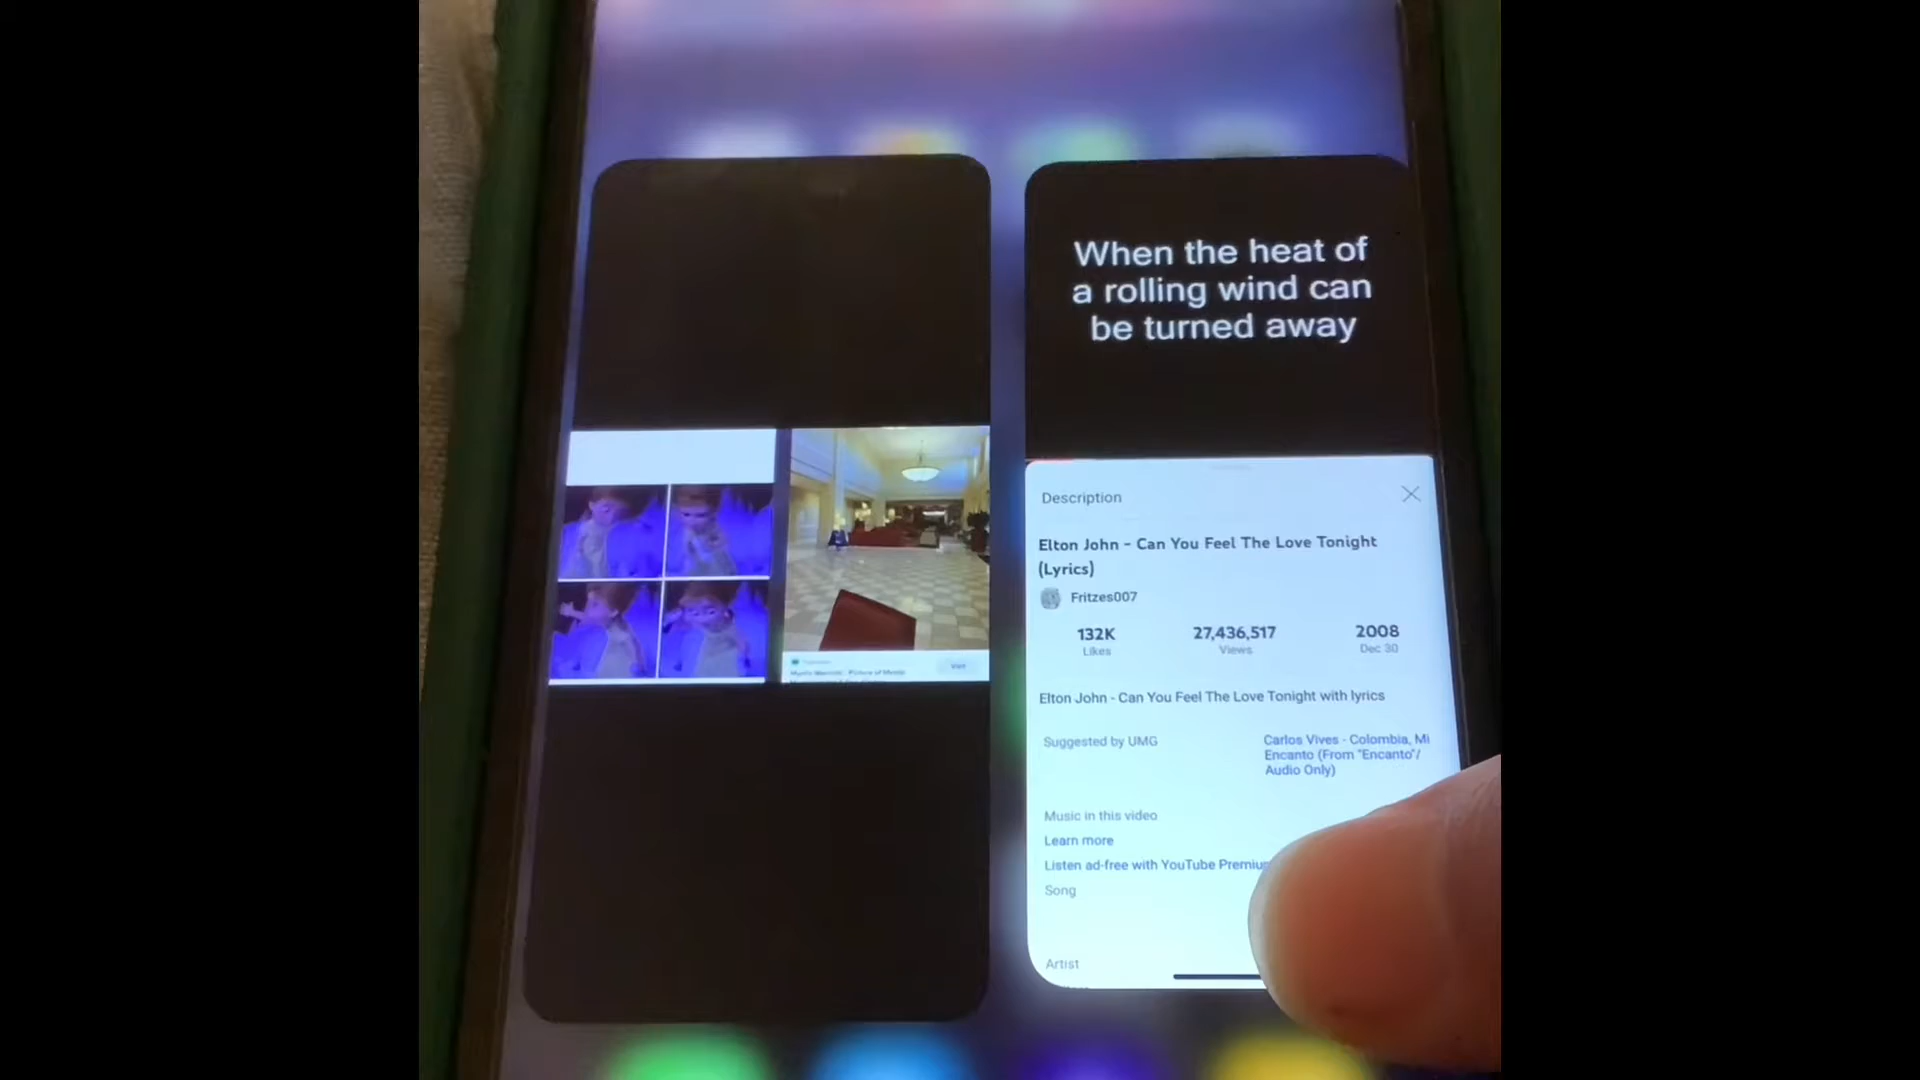 When the heat of
a rolling wind can
be turned away
Description
Elton John - Can You Feel The Love Tonight
(Lyrics)
Fritzes007
132K
Likes
27,436,517
Views
2008
Dec 30
Elton John - Can You Feel The Love Tonight with lyrics
Suggested by UMG
Carlos Vives - Colombia, Mi
Encanto (From "Encanto"/
Audio Only)
Music in this video
Learn more
Listen ad-free with YouTube
Song
Artist
Visit